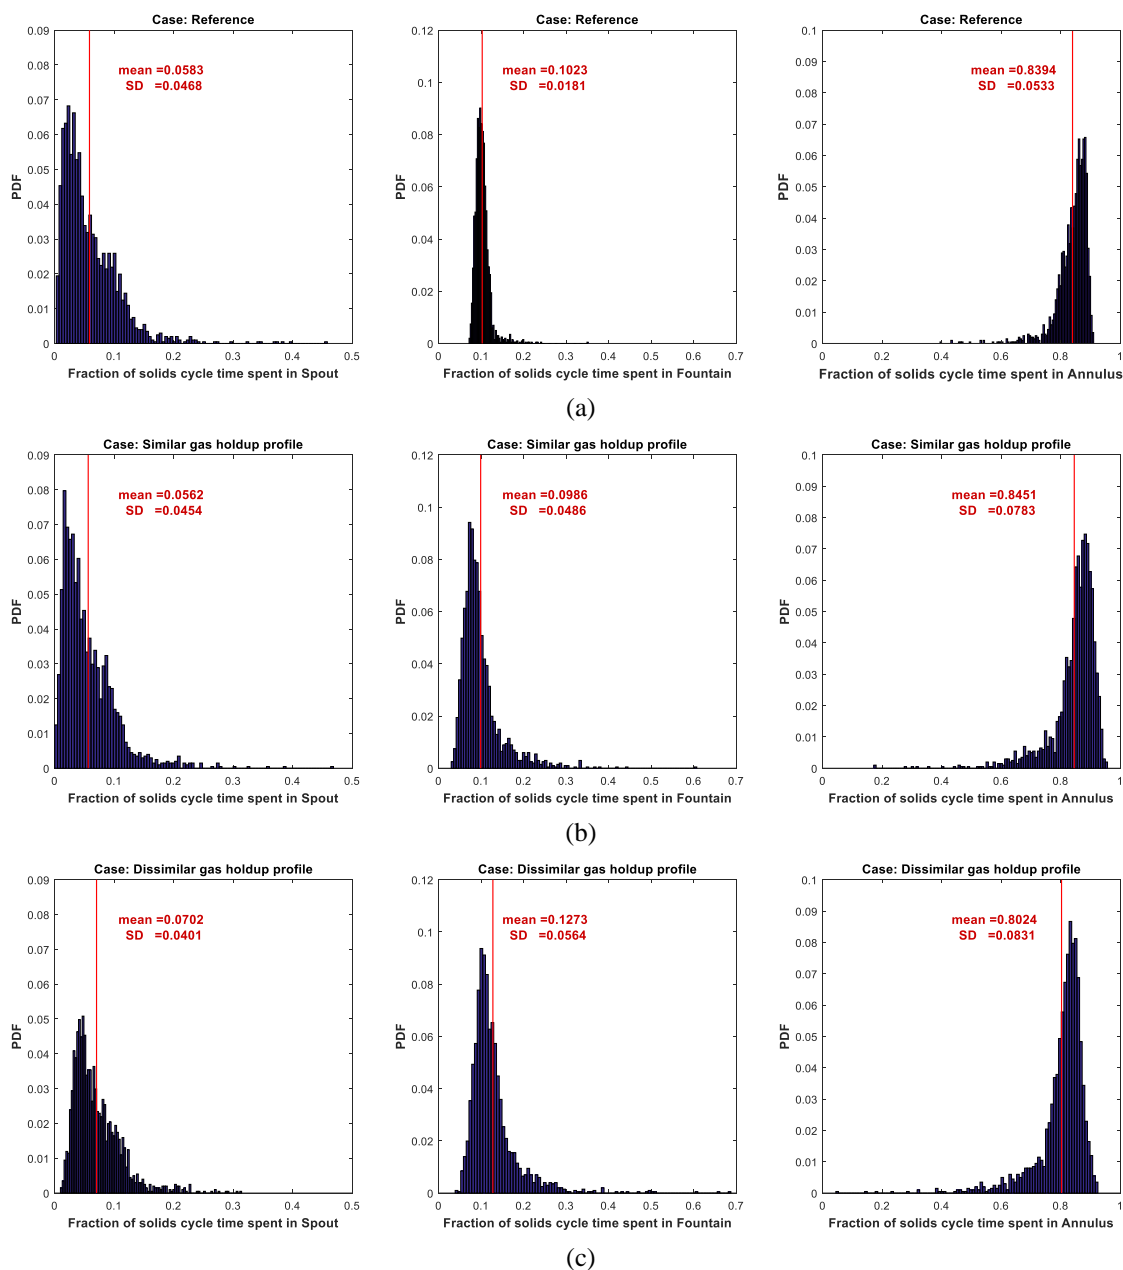 Case: Reference
0.09
0.08
0.07
0.06
0.05
0.04
0.03
0.02
0.01
0
PDF
mean =0.0583
SD =0.0468
0 0.1 0.2 0.3 0.4 0.5
Fraction of solids cycle time spent in Spout
Case: Reference
0.12
0.1
0.08
0.06
0.04
0.02
0
PDF
mean =0.1023
SD =0.0181
0 0.1 0.2 0.3 0.4 0.5 0.6 0.7
Fraction of solids cycle time spent in Fountain
Case: Reference
0.1
0.09
0.08
0.07
0.06
0.05
0.04
0.03
0.02
0.01
0
PDF
mean =0.8394
SD =0.0533
0 0.2 0.4 0.6 0.8 1
Fraction of solids cycle time spent in Annulus
(a)
Case: Similar gas holdup profile
0.09
0.08
0.07
0.06
0.05
0.04
0.03
0.02
0.01
0
PDF
mean =0.0562
SD =0.0454
0 0.1 0.2 0.3 0.4 0.5
Fraction of solids cycle time spent in Spout
Case: Similar gas holdup profile
0.12
0.1
0.08
0.06
0.04
0.02
0
PDF
mean =0.0986
SD =0.0486
0 0.1 0.2 0.3 0.4 0.5 0.6 0.7
Fraction of solids cycle time spent in Fountain
Case: Similar gas holdup profile
0.1
0.09
0.08
0.07
0.06
0.05
0.04
0.03
0.02
0.01
0
PDF
mean =0.8451
SD =0.0783
0 0.2 0.4 0.6 0.8 1
Fraction of solids cycle time spent in Annulus
(b)
Case: Dissimilar gas holdup profile
0.09
0.08
0.07
0.06
0.05
0.04
0.03
0.02
0.01
0
PDF
mean =0.0702
SD =0.0401
0 0.1 0.2 0.3 0.4 0.5
Fraction of solids cycle time spent in Spout
Case: Dissimilar gas holdup profile
0.12
0.1
0.08
0.06
0.04
0.02
0
PDF
mean =0.1273
SD =0.0564
0 0.1 0.2 0.3 0.4 0.5 0.6 0.7
Fraction of solids cycle time spent in Fountain
Case: Dissimilar gas holdup profile
0.1
0.09
0.08
0.07
0.06
0.05
0.04
0.03
0.02
0.01
0
PDF
mean =0.8024
SD =0.0831
0 0.2 0.4 0.6 0.8 1
Fraction of solids cycle time spent in Annulus
(c)